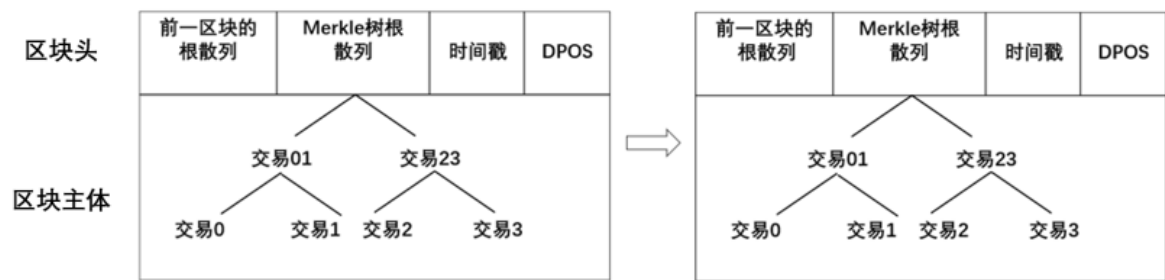 区块头
前一区块的
根散列
Merkle树根
散列
时间戳
DPOS
前一区块的
根散列
Merkle树根
散列
时间戳
DPOS
区块主体
交易01
交易23
交易0
交易1
交易2
交易3
交易01
交易23
交易0
交易1
交易2
交易3